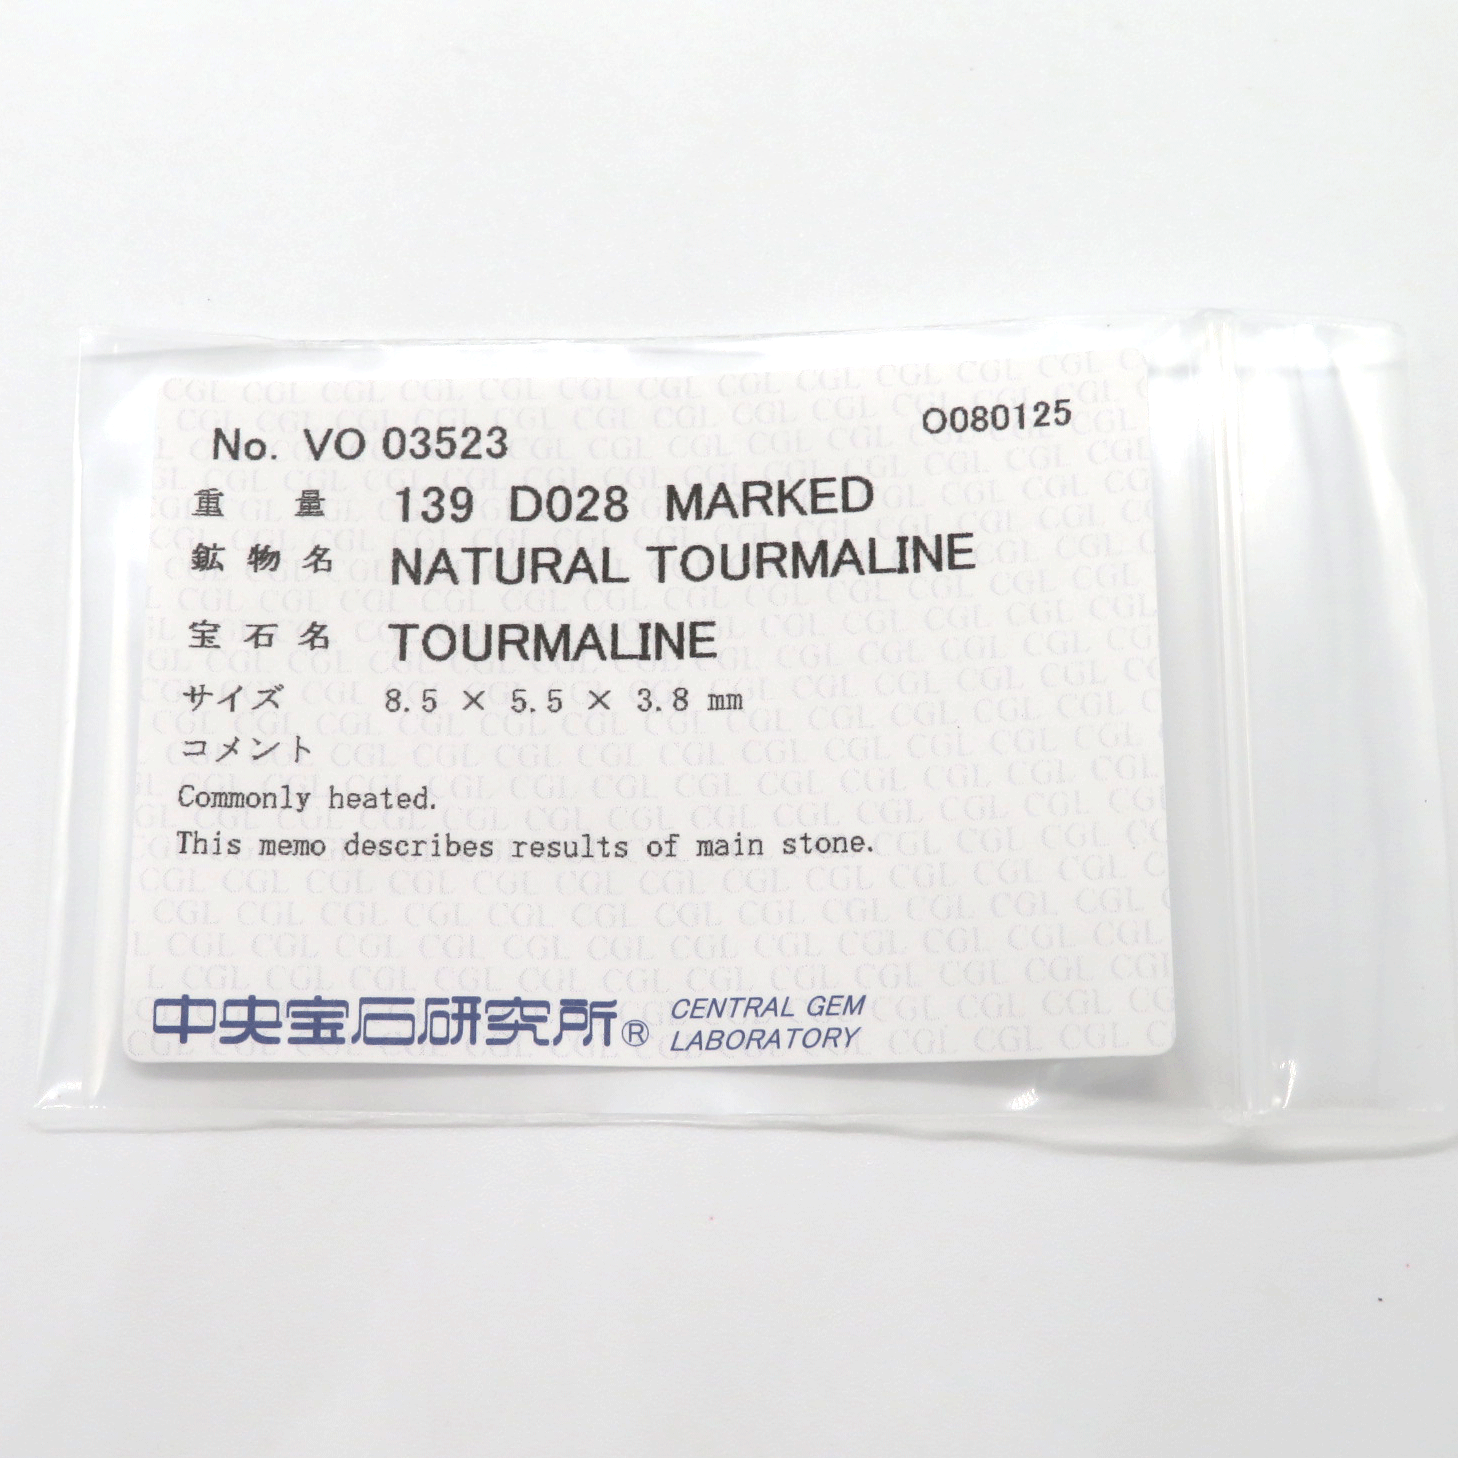 No. VO 03523 O080125
重量 139 D028 MARKED
鉱物名 NATURAL TOURMALINE
宝石名 TOURMALINE
サイズ 8.5 × 5.5 × 3.8 mm
コメント
Commonly heated.
This memo describes results of main stone.
中央宝石研究所® CENTRAL GEM
LABORATORY